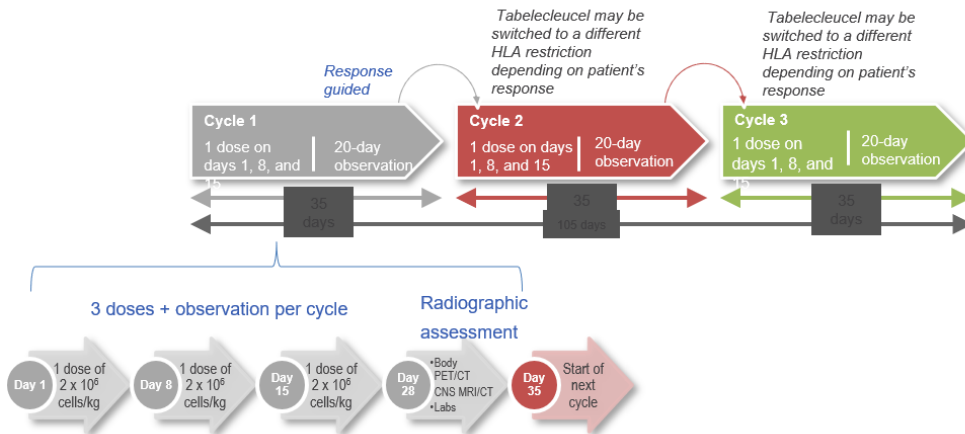 Tabelecleucel may be
switched to a different
HLA restriction
depending on patient's
response
Tabelecleucel may be
switched to a different
HLA restriction
depending on patient's
response
Response
guided
Cycle 1
1 dose on
days 1, 8, and
15
20-day
observation
Cycle 2
1 dose on days
1, 8, and 15
20-day
observation
Cycle 3
1 dose on
days 1, 8, and
15
20-day
observation
35
days
35
105 days
35
days
3 doses + observation per cycle
Radiographic
assessment
Day 1
1 dose of
2 x 10⁶
cells/kg
Day 8
1 dose of
2 x 10⁶
cells/kg
Day
15
1 dose of
2 x 10⁶
cells/kg
Day
28
•Body
PET/CT
CNS MRI/CT
•Labs
Day
35
Start of
next
cycle